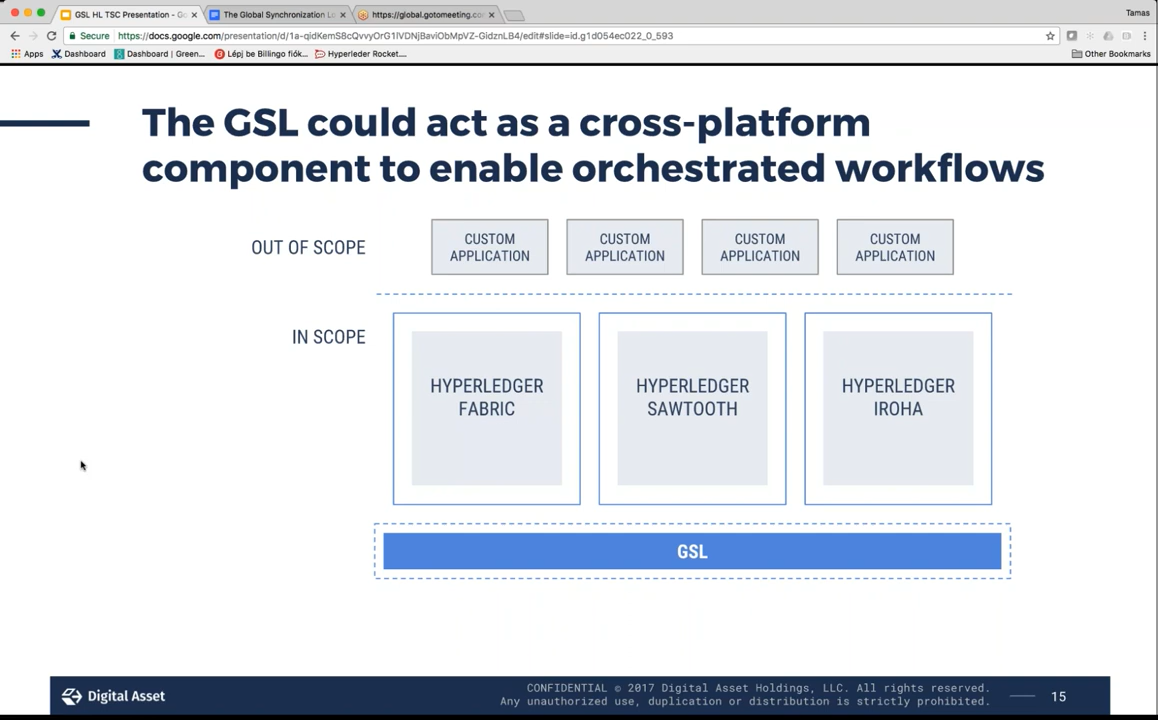 GSL HL TSC Presentation - Go
The Global Synchronization Lo
https://global.gotomeeting.co
Tamas
Secure
https://docs.google.com/presentation/d/1a-qidKemS8cQvvyOrG1IVDNjBaviObMpVZ-GidznLB4/edit#slide=id.g1d054ec022_0_593
Apps
Dashboard
Dashboard | Green...
Lépj be Billingo fiók...
Hyperleder Rocket....
Other Bookmarks
The GSL could act as a cross-platform
component to enable orchestrated workflows
OUT OF SCOPE
CUSTOM
APPLICATION
CUSTOM
APPLICATION
CUSTOM
APPLICATION
CUSTOM
APPLICATION
IN SCOPE
HYPERLEDGER
FABRIC
HYPERLEDGER
SAWTOOTH
HYPERLEDGER
IROHA
GSL
Digital Asset
CONFIDENTIAL © 2017 Digital Asset Holdings, LLC. All rights reserved.
Any unauthorized use, duplication or distribution is strictly prohibited.
15